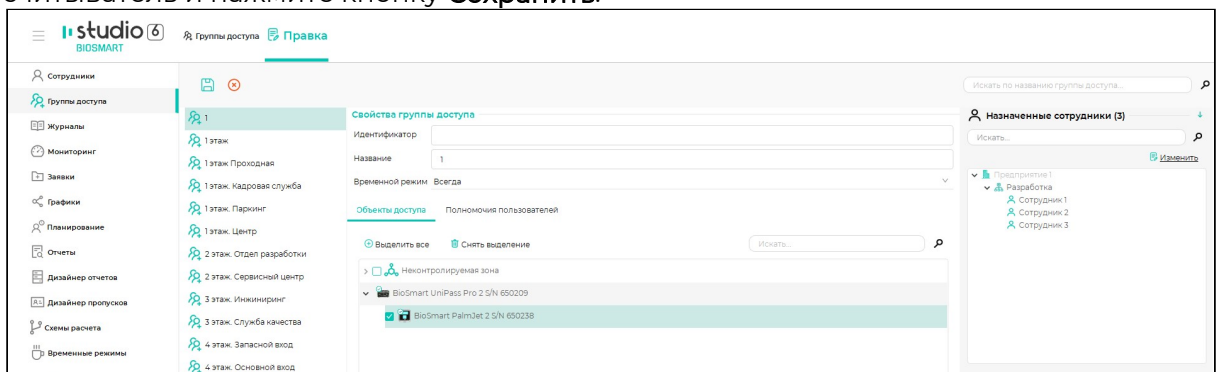 считыватель и нажмите кнопку Сохранить.
studio 6
BIOSMART
Группы доступа
Правка
Сотрудники
Группы доступа
Журналы
Мониторинг
Заявки
Графики
Планирование
Отчеты
Дизайнер отчетов
Дизайнер пропусков
Схемы расчета
Временные режимы
Искать по названию группы доступа...
1
1 этаж
1 этаж Проходная
1 этаж. Кадровая служба
1 этаж. Паркинг
1 этаж. Центр
2 этаж. Отдел разработки
2 этаж. Сервисный центр
3 этаж. Инжиниринг
3 этаж. Служба качества
4 этаж. Запасной вход
4 этаж. Основной вход
Свойства группы доступа
Идентификатор
Название 1
Временной режим Всегда
Объекты доступа Полномочия пользователей
Выделить все Снять выделение Искать...
Неконтролируемая зона
BioSmart UniPass Pro 2 S/N 650209
BioSmart PalmJet 2 S/N 650238
Назначенные сотрудники (3)
Искать...
Изменить
Предприятие 1
Разработка
Сотрудник 1
Сотрудник 2
Сотрудник 3